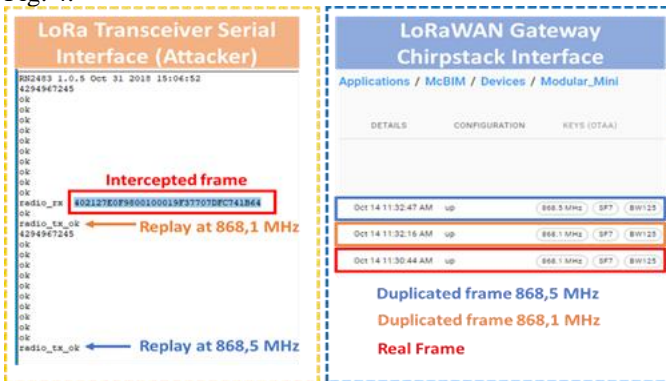 Fig. 4.
LoRa Transceiver Serial
Interface (Attacker)
RN2483 1.0.5 Oct 31 2018 15:06:52
4294967245
ok
ok
ok
ok
ok
ok
ok
ok
ok
Intercepted frame
radio_rx 402127E0F9800100019F37707DFC741B64
ok
radio_tx_ok Replay at 868,1 MHz
4294967245
ok
ok
ok
ok
ok
ok
ok
ok
ok
radio_tx_ok Replay at 868,5 MHz
LoRaWAN Gateway
Chirpstack Interface
Applications / McBIM / Devices / Modular_Mini
DETAILS CONFIGURATION KEYS (OTAA)
Oct 14 11:32:47 AM up 868.5 MHz SF7 BW125
Oct 14 11:32:16 AM up 868.1 MHz SF7 BW125
Oct 14 11:30:44 AM up 868.1 MHz SF7 BW125
Duplicated frame 868,5 MHz
Duplicated frame 868,1 MHz
Real Frame